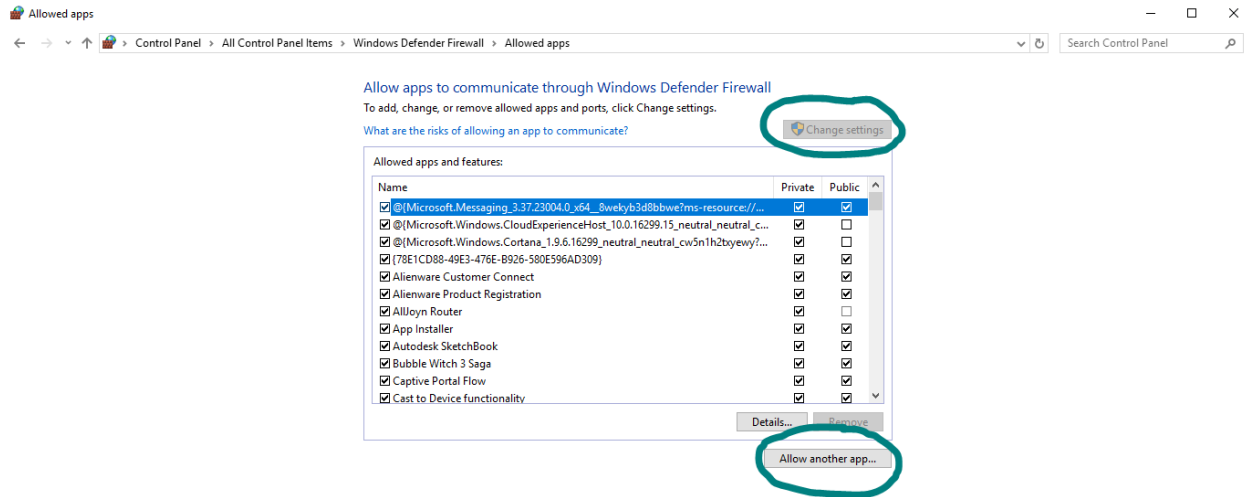 Allowed apps
Control Panel > All Control Panel Items > Windows Defender Firewall > Allowed apps
Search Control Panel
Allow apps to communicate through Windows Defender Firewall
To add, change, or remove allowed apps and ports, click Change settings.
What are the risks of allowing an app to communicate?
Change settings
Allowed apps and features:
Name Private Public
@{Microsoft.Messaging_3.37.23004.0_x64__8wekyb3d8bbwe?ms-resource://...
@{Microsoft.Windows.CloudExperienceHost_10.0.16299.15_neutral_neutral_c...
@{Microsoft.Windows.Cortana_1.9.6.16299_neutral_neutral_cw5n1h2txyewy?...
{78E1CD88-49E3-476E-B926-580E596AD309}
Alienware Customer Connect
Alienware Product Registration
AllJoyn Router
App Installer
Autodesk SketchBook
Bubble Witch 3 Saga
Captive Portal Flow
Cast to Device functionality
Details... Remove
Allow another app...